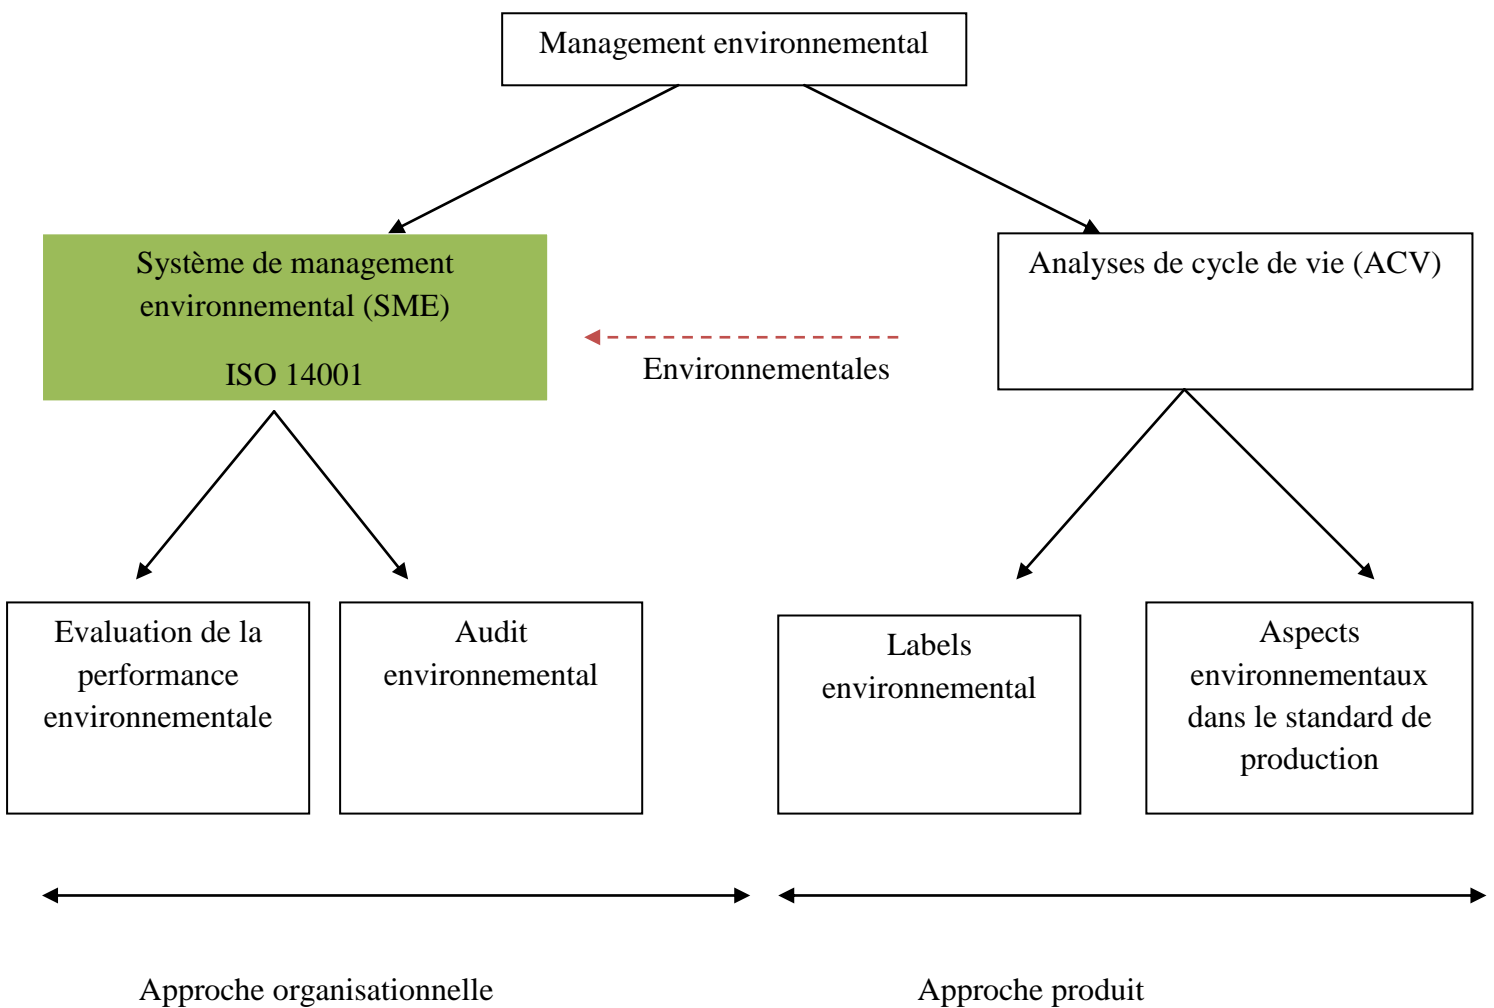 Management environnemental
Système de management
environnemental (SME)
ISO 14001
Analyses de cycle de vie (ACV)
Environnementales
Evaluation de la
performance
environnementale
Audit
environnemental
Labels
environnemental
Aspects
environnementaux
dans le standard de
production
Approche organisationnelle
Approche produit